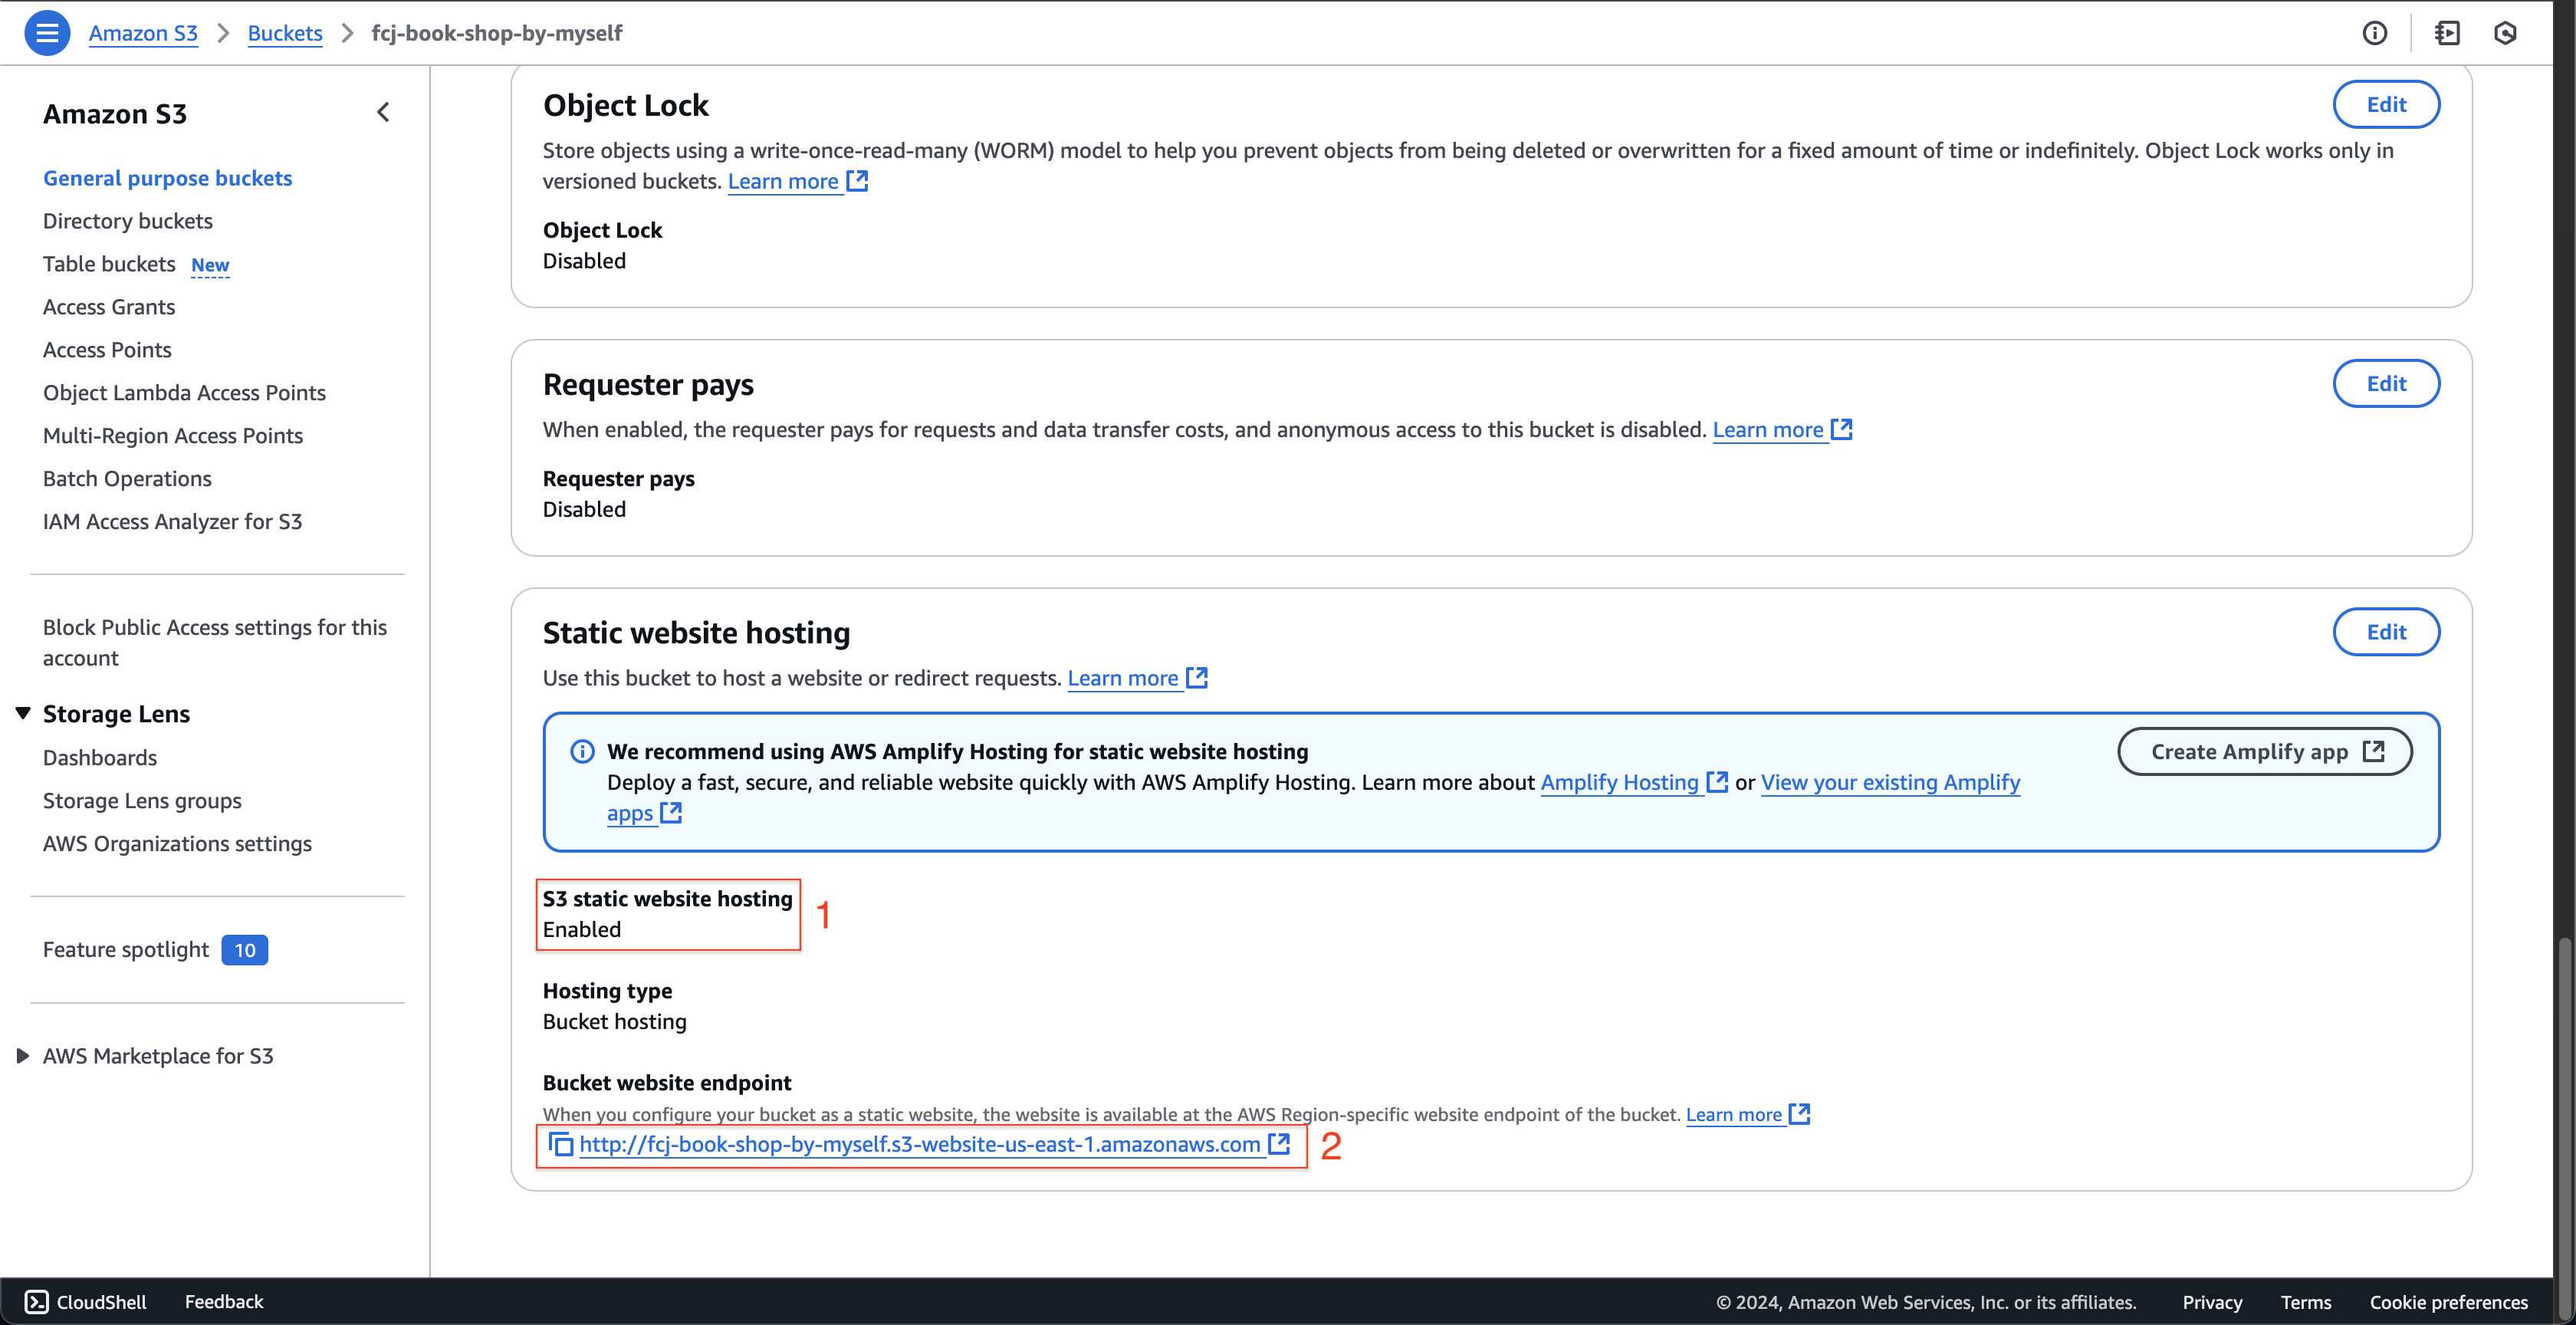 Amazon S3 > Buckets > fcj-book-shop-by-myself
Amazon S3
General purpose buckets
Directory buckets
Table buckets New
Access Grants
Access Points
Object Lambda Access Points
Multi-Region Access Points
Batch Operations
IAM Access Analyzer for S3
Block Public Access settings for this
account
Storage Lens
Dashboards
Storage Lens groups
AWS Organizations settings
Feature spotlight 10
AWS Marketplace for S3
Object Lock
Edit
Store objects using a write-once-read-many (WORM) model to help you prevent objects from being deleted or overwritten for a fixed amount of time or indefinitely. Object Lock works only in
versioned buckets. Learn more
Object Lock
Disabled
Requester pays
Edit
When enabled, the requester pays for requests and data transfer costs, and anonymous access to this bucket is disabled. Learn more
Requester pays
Disabled
Static website hosting
Edit
Use this bucket to host a website or redirect requests. Learn more
We recommend using AWS Amplify Hosting for static website hosting
Create Amplify app
Deploy a fast, secure, and reliable website quickly with AWS Amplify Hosting. Learn more about Amplify Hosting or View your existing Amplify
apps
S3 static website hosting
Enabled
1
Hosting type
Bucket hosting
Bucket website endpoint
When you configure your bucket as a static website, the website is available at the AWS Region-specific website endpoint of the bucket. Learn more
http://fcj-book-shop-by-myself.s3-website-us-east-1.amazonaws.com
2
CloudShell Feedback
© 2024, Amazon Web Services, Inc. or its affiliates. Privacy Terms Cookie preferences